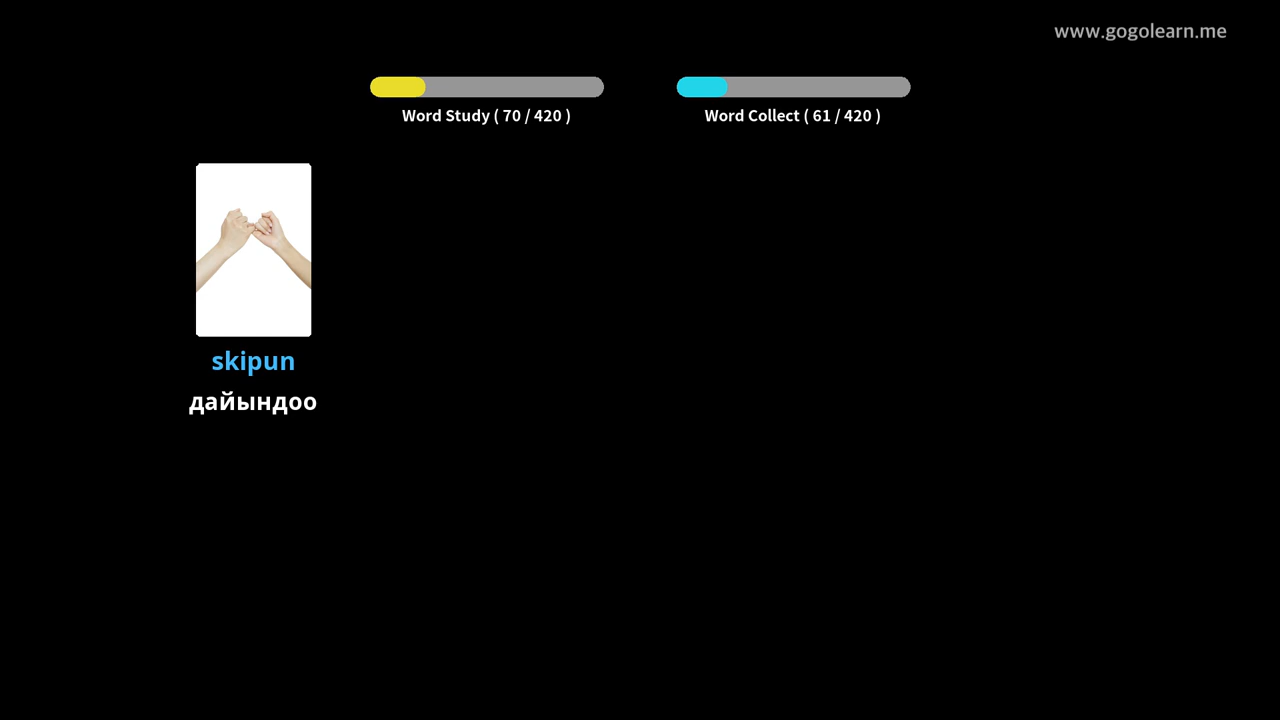 www.gogolearn.me
Word Study ( 70 / 420 )
Word Collect ( 61 / 420 )
skipun
дайындоо